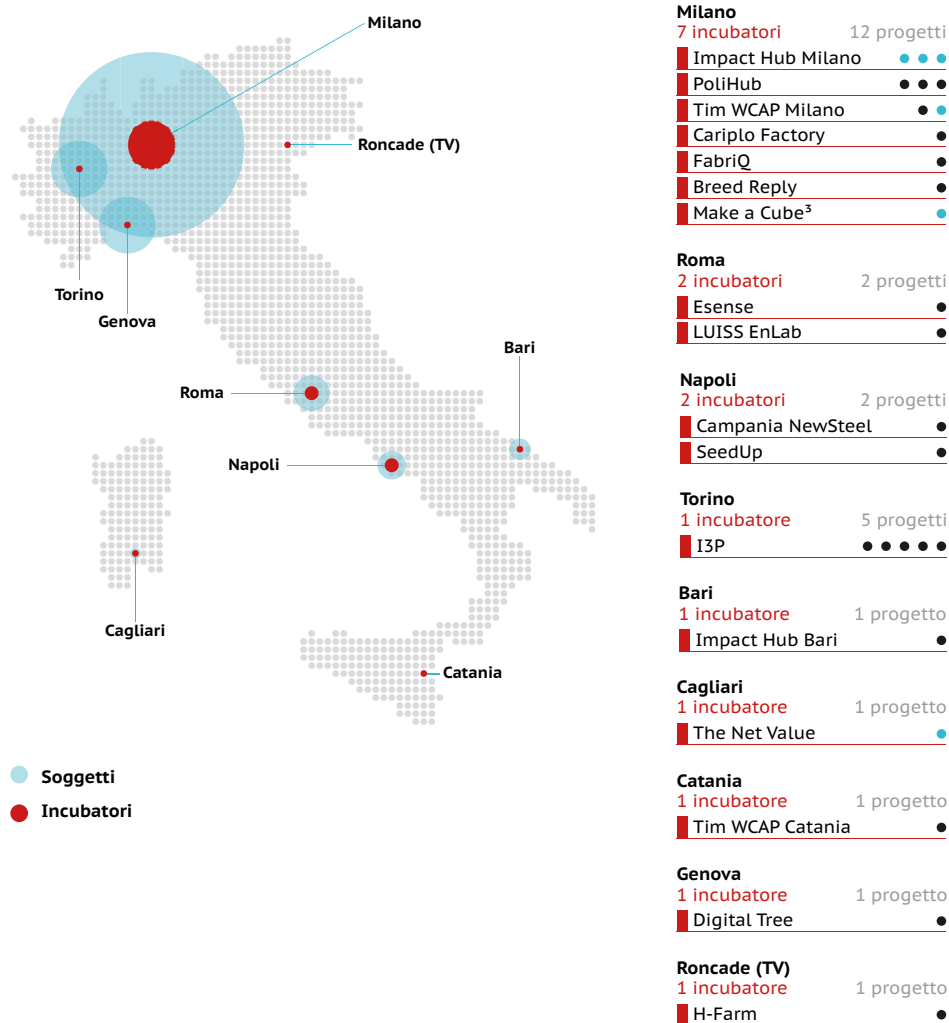 Milano
Roncade (TV)
Torino
Genova
Bari
Roma
Napoli
Cagliari
Catania
Soggetti
Incubatori
Milano
7 incubatori 12 progetti
Impact Hub Milano
PoliHub
Tim WCAP Milano
Cariplo Factory
FabriQ
Breed Reply
Make a Cube³
Roma
2 incubatori 2 progetti
Esense
LUISS EnLab
Napoli
2 incubatori 2 progetti
Campania NewSteel
SeedUp
Torino
1 incubatore 5 progetti
I3P
Bari
1 incubatore 1 progetto
Impact Hub Bari
Cagliari
1 incubatore 1 progetto
The Net Value
Catania
1 incubatore 1 progetto
Tim WCAP Catania
Genova
1 incubatore 1 progetto
Digital Tree
Roncade (TV)
1 incubatore 1 progetto
H-Farm